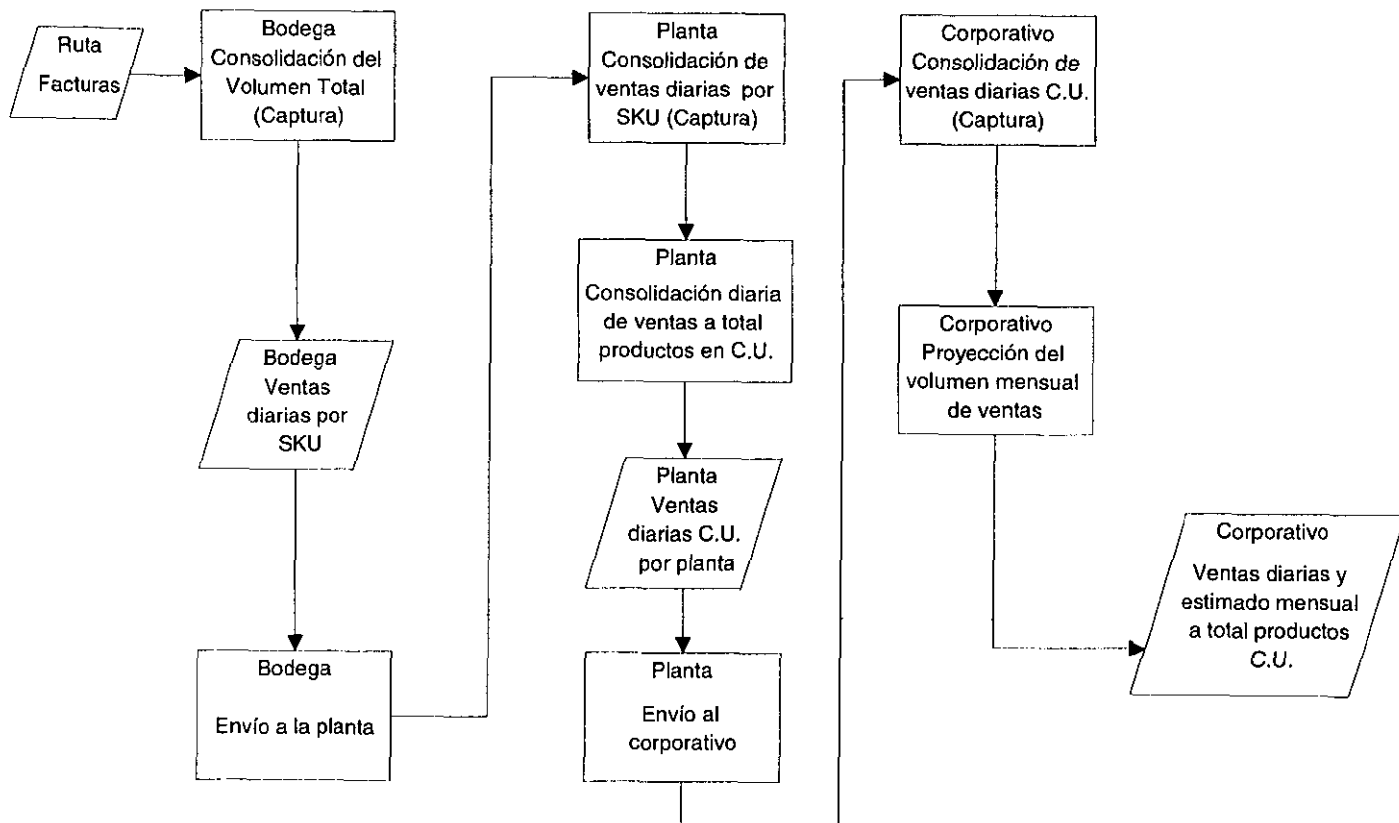 Ruta
Facturas
Bodega
Consolidación del
Volumen Total
(Captura)
Bodega
Ventas
diarias por
SKU
Bodega
Envío a la planta
Planta
Consolidación de
ventas diarias por
SKU (Captura)
Planta
Consolidación diaria
de ventas a total
productos en C.U.
Planta
Ventas
diarias C.U.
por planta
Planta
Envío al
corporativo
Corporativo
Consolidación de
ventas diarias C.U.
(Captura)
Corporativo
Proyección del
volumen mensual
de ventas
Corporativo
Ventas diarias y
estimado mensual
a total productos
C.U.